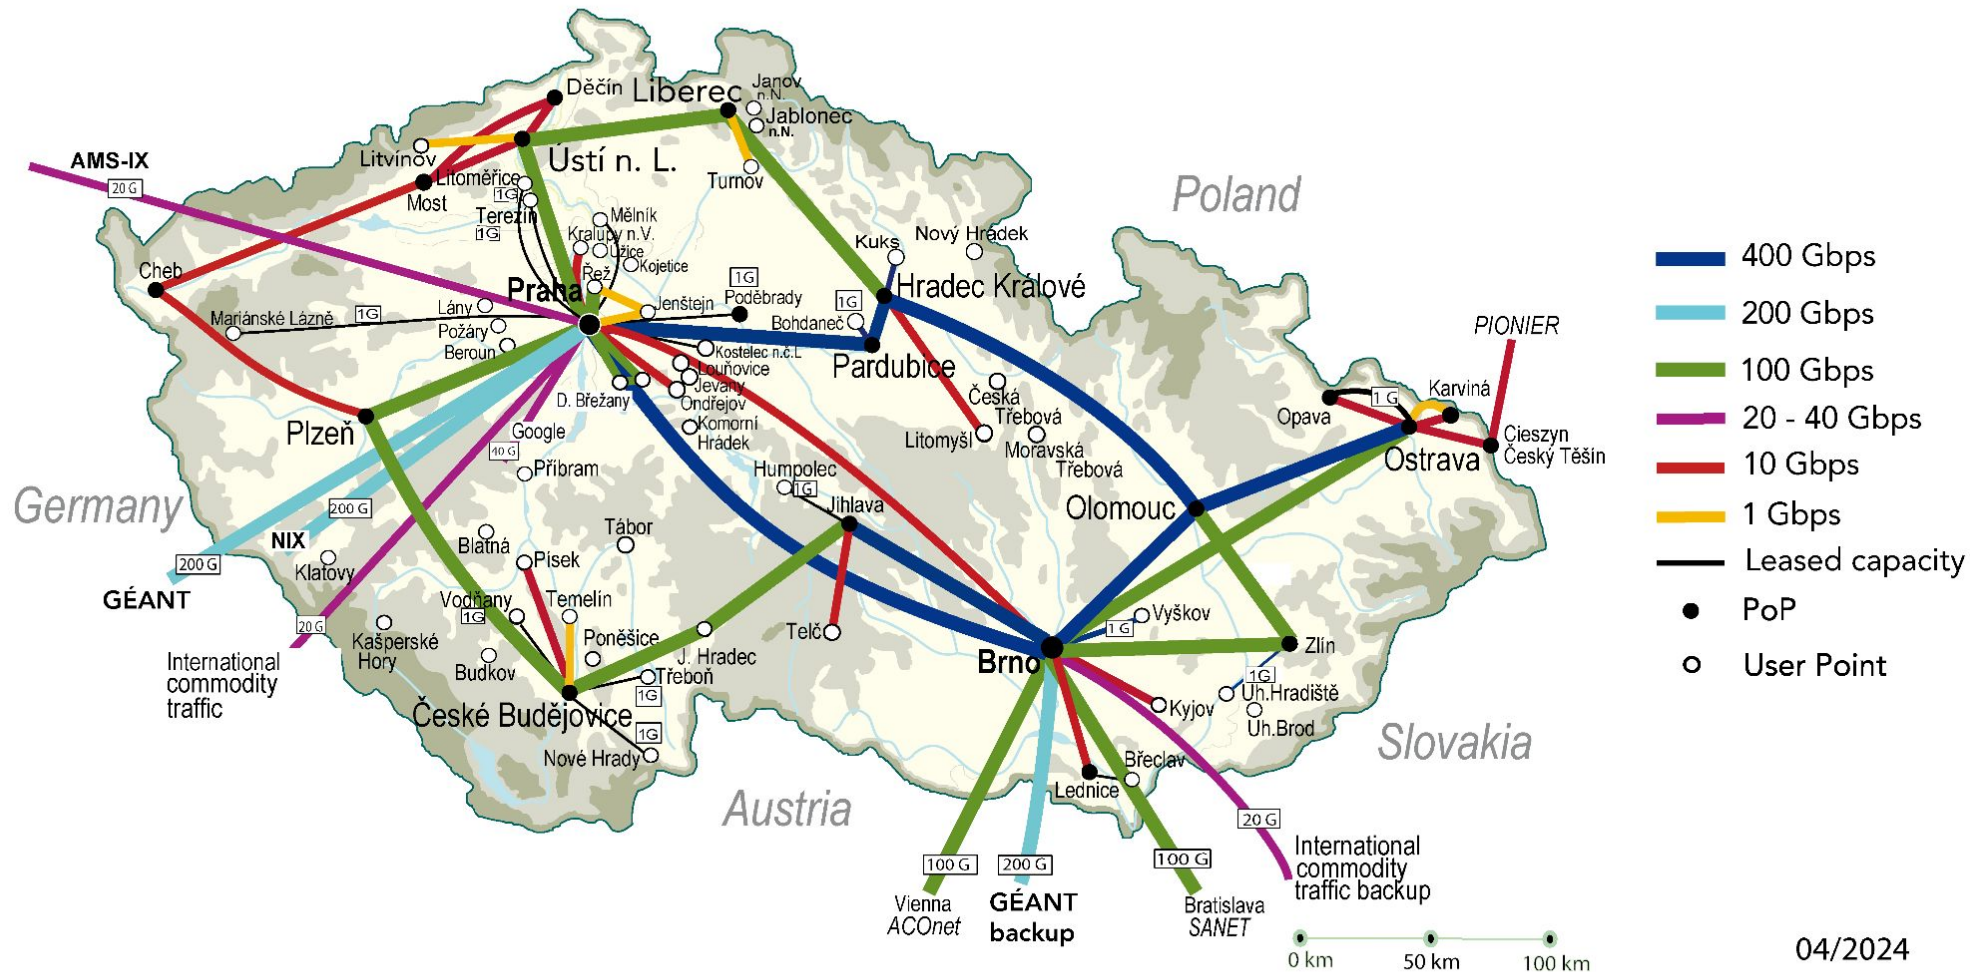 Děčín
Liberec
Janov
n.N.
Jablonec
n.N.
AMS-IX
20 G
Litvínov
Ústí n. L.
Most
Litoměřice
1G
Terezín
1G
Turnov
Mělník
Kralupy n.V.
Úžice
Kojetice
Řež
Praha
Jenštejn
1G
Poděbrady
Kuks
Nový Hrádek
Hradec Králové
1G
Bohdaneč
Pardubice
Poland
Cheb
Mariánské Lázně
1G
Lány
Požáry
Beroun
Kostelec n.č.L
Louňovice
Jevany
Ondřejov
Komorní
Hrádek
D. Břežany
Plzeň
Google
40 G
Příbram
Česká
Třebová
Litomyšl
Moravská
Třebová
PIONIER
Opava
1 G
Karviná
Ostrava
Cieszyn
Český Těšín
Germany
200 G
NIX
200 G
GÉANT
Klatovy
20 G
International
commodity
traffic
Blatná
Písek
Tábor
Humpolec
1G
Jihlava
Olomouc
Vodňany
1G
Temelín
Poněšice
Kašperské
Hory
Budkov
J. Hradec
Třeboň
1G
České Budějovice
1G
Nové Hrady
Telč
Brno
Vyškov
1 G
Zlín
1G
Uh.Hradiště
Uh.Brod
Kyjov
Břeclav
Lednice
Slovakia
Austria
100 G
Vienna
ACOnet
200 G
GÉANT
backup
100 G
Bratislava
SANET
20 G
International
commodity
traffic backup
400 Gbps
200 Gbps
100 Gbps
20 - 40 Gbps
10 Gbps
1 Gbps
Leased capacity
PoP
User Point
0 km
50 km
100 km
04/2024